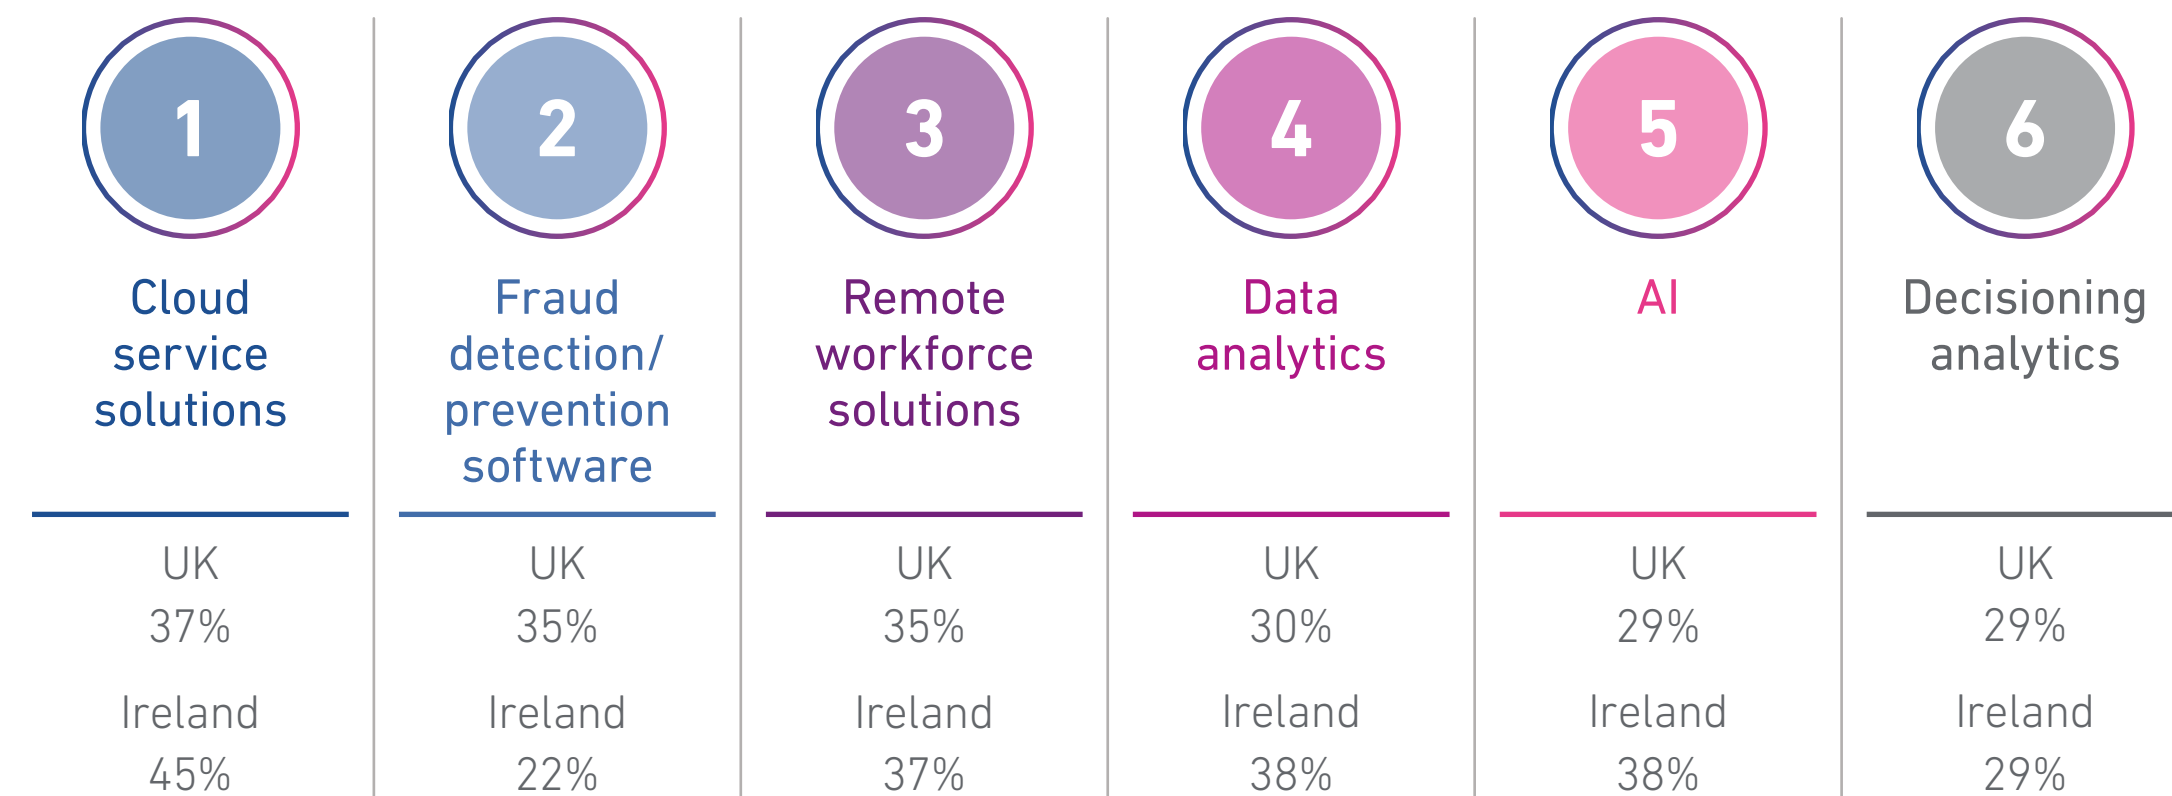 1
Cloud
service
solutions
UK
37%
Ireland
45%
2
Fraud
detection/
prevention
software
UK
35%
Ireland
22%
3
Remote
workforce
solutions
UK
35%
Ireland
37%
4
Data
analytics
UK
30%
Ireland
38%
5
AI
UK
29%
Ireland
38%
6
Decisioning
analytics
UK
29%
Ireland
29%